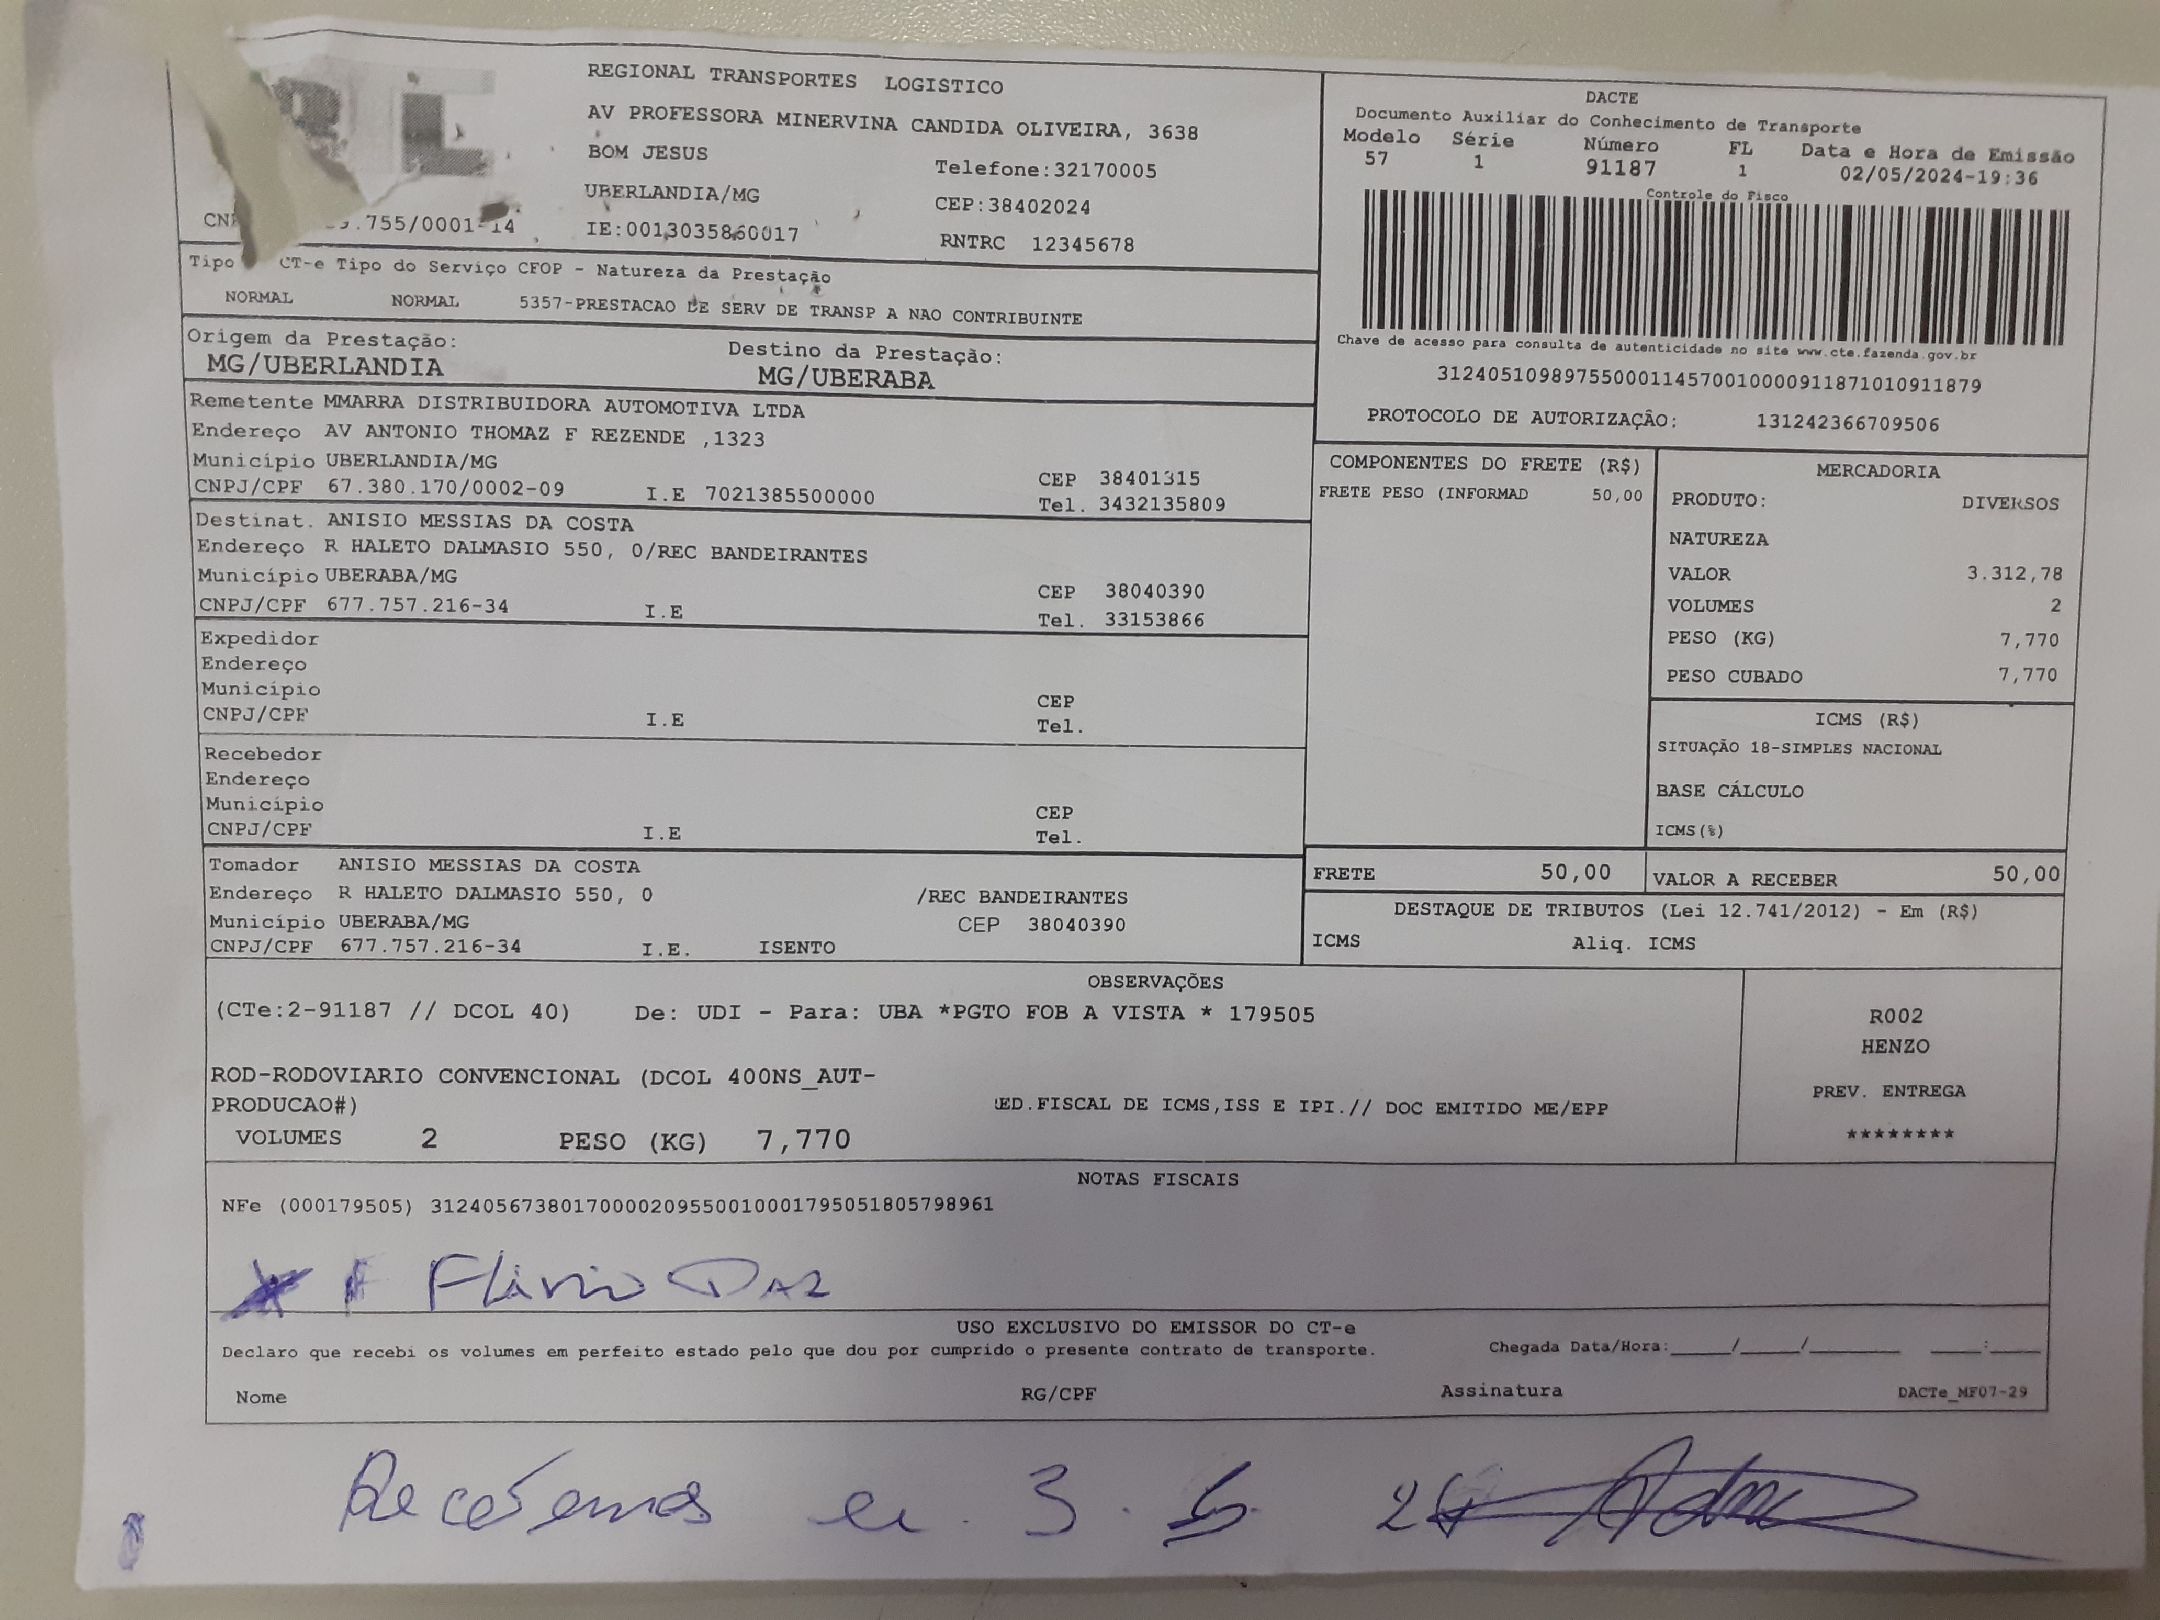 REGIONAL TRANSPORTES LOGISTICO
AV PROFESSORA MINERVINA CANDIDA OLIVEIRA, 3638
BOM JESUS
Telefone:32170005
UBERLANDIA/MG
CEP:38402024
.755/0001-14
IE:0013035860017
RNTRC 12345678
DACTE
Documento Auxiliar do Conhecimento de Transporte
Modelo Série Número FL Data e Hora de Emissão
57 1 91187 1 02/05/2024-19:36
Controle do Fisco
Chave de acesso para consulta de autenticidade no site www.cte.fazenda.gov.br
31240510989755000114570010000911871010911879
PROTOCOLO DE AUTORIZAÇÂO: 131242366709506
Tipo CT-e Tipo do Serviço CFOP - Natureza da Prestação
NORMAL NORMAL 5357-PRESTACAO DE SERV DE TRANSP A NAO CONTRIBUINTE
Origem da Prestação: Destino da Prestação:
MG/UBERLANDIA MG/UBERABA
Remetente MMARRA DISTRIBUIDORA AUTOMOTIVA LTDA
Endereço AV ANTONIO THOMAZ F REZENDE ,1323
Município UBERLANDIA/MG CEP 38401315
CNPJ/CPF 67.380.170/0002-09 I.E 7021385500000 Tel. 3432135809
Destinat. ANISIO MESSIAS DA COSTA
Endereço R HALETO DALMASIO 550, 0/REC BANDEIRANTES
Município UBERABA/MG CEP 38040390
CNPJ/CPF 677.757.216-34 I.E Tel. 33153866
Expedidor
Endereço
Município CEP
CNPJ/CPF I.E Tel.
Recebedor
Endereço
Município CEP
CNPJ/CPF I.E Tel.
Tomador ANISIO MESSIAS DA COSTA
Endereço R HALETO DALMASIO 550, 0 /REC BANDEIRANTES
Município UBERABA/MG CEP 38040390
CNPJ/CPF 677.757.216-34 I.E. ISENTO
COMPONENTES DO FRETE (R$)
FRETE PESO (INFORMAD 50,00
MERCADORIA
PRODUTO: DIVERSOS
NATUREZA
VALOR 3.312,78
VOLUMES 2
PESO (KG) 7,770
PESO CUBADO 7,770
ICMS (R$)
SITUAÇÃO 18-SIMPLES NACIONAL
BASE CÁLCULO
ICMS(%)
FRETE 50,00 VALOR A RECEBER 50,00
DESTAQUE DE TRIBUTOS (Lei 12.741/2012) - Em (R$)
ICMS Aliq. ICMS
OBSERVAÇÕES
(CTe:2-91187 // DCOL 40) De: UDI - Para: UBA *PGTO FOB A VISTA * 179505
ROD-RODOVIARIO CONVENCIONAL (DCOL 400NS_AUT-
PRODUCAO#) ED.FISCAL DE ICMS,ISS E IPI.// DOC EMITIDO ME/EPP
VOLUMES 2 PESO (KG) 7,770
R002
HENZO
PREV. ENTREGA
********
NOTAS FISCAIS
NFe (000179505) 31240567380170000209550010001795051805798961
Flávio
USO EXCLUSIVO DO EMISSOR DO CT-e
Declaro que recebi os volumes em perfeito estado pelo que dou por cumprido o presente contrato de transporte. Chegada Data/Hora:_____/_____/________ ____:____
Nome RG/CPF Assinatura DACTe_MF07-29
Recebemos